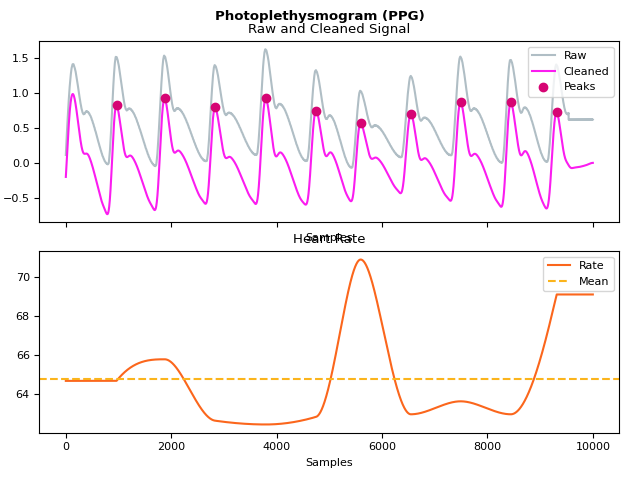 Photoplethysmogram (PPG)
Raw and Cleaned Signal
1.5
1.0
0.5
0.0
−0.5
Raw
Cleaned
Peaks
Samples
Heart Rate
70
68
66
64
Rate
Mean
0
2000
4000
6000
8000
10000
Samples